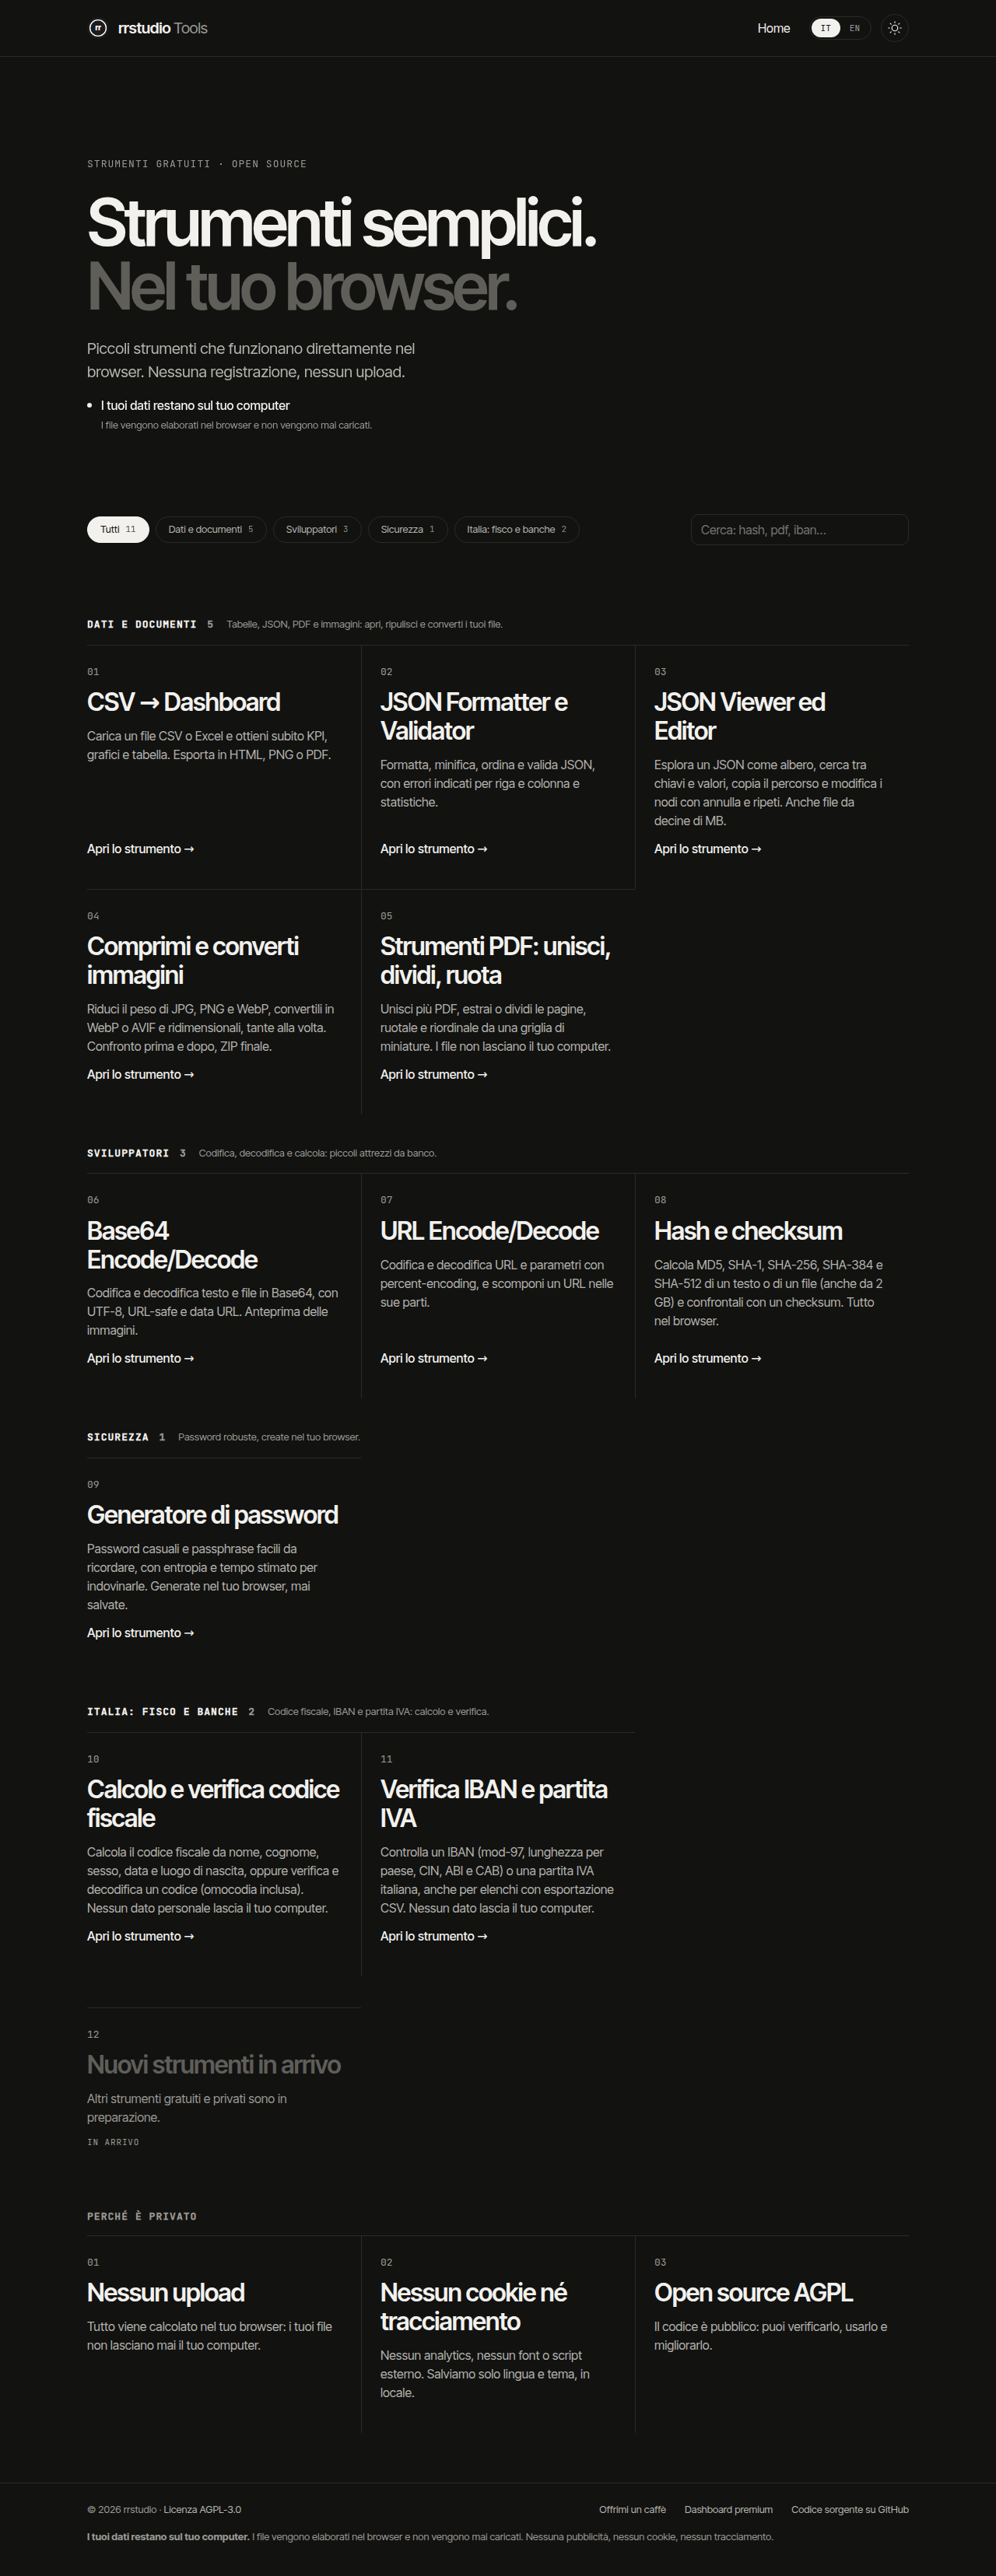 rr rrstudio Tools
Home
IT EN
STRUMENTI GRATUITI · OPEN SOURCE
Strumenti semplici.
Nel tuo browser.
Piccoli strumenti che funzionano direttamente nel
browser. Nessuna registrazione, nessun upload.
I tuoi dati restano sul tuo computer
I file vengono elaborati nel browser e non vengono mai caricati.
Tutti 11
Dati e documenti 5
Sviluppatori 3
Sicurezza 1
Italia: fisco e banche 2
Cerca: hash, pdf, iban...
DATI E DOCUMENTI 5 Tabelle, JSON, PDF e immagini: apri, ripulisci e converti i tuoi file.
01
CSV → Dashboard
Carica un file CSV o Excel e ottieni subito KPI,
grafici e tabella. Esporta in HTML, PNG o PDF.
Apri lo strumento →
02
JSON Formatter e
Validator
Formatta, minifica, ordina e valida JSON,
con errori indicati per riga e colonna e
statistiche.
Apri lo strumento →
03
JSON Viewer ed
Editor
Esplora un JSON come albero, cerca tra
chiavi e valori, copia il percorso e modifica i
nodi con annulla e ripeti. Anche file da
decine di MB.
Apri lo strumento →
04
Comprimi e converti
immagini
Riduci il peso di JPG, PNG e WebP, convertili in
WebP o AVIF e ridimensionali, tante alla volta.
Confronto prima e dopo, ZIP finale.
Apri lo strumento →
05
Strumenti PDF: unisci,
dividi, ruota
Unisci più PDF, estrai o dividi le pagine,
ruotale e riordinale da una griglia di
miniature. I file non lasciano il tuo computer.
Apri lo strumento →
SVILUPPATORI 3 Codifica, decodifica e calcola: piccoli attrezzi da banco.
06
Base64
Encode/Decode
Codifica e decodifica testo e file in Base64, con
UTF-8, URL-safe e data URL. Anteprima delle
immagini.
Apri lo strumento →
07
URL Encode/Decode
Codifica e decodifica URL e parametri con
percent-encoding, e scomponi un URL nelle
sue parti.
Apri lo strumento →
08
Hash e checksum
Calcola MD5, SHA-1, SHA-256, SHA-384 e
SHA-512 di un testo o di un file (anche da 2
GB) e confrontali con un checksum. Tutto
nel browser.
Apri lo strumento →
SICUREZZA 1 Password robuste, create nel tuo browser.
09
Generatore di password
Password casuali e passphrase facili da
ricordare, con entropia e tempo stimato per
indovinarle. Generate nel tuo browser, mai
salvate.
Apri lo strumento →
ITALIA: FISCO E BANCHE 2 Codice fiscale, IBAN e partita IVA: calcolo e verifica.
10
Calcolo e verifica codice
fiscale
Calcola il codice fiscale da nome, cognome,
sesso, data e luogo di nascita, oppure verifica e
decodifica un codice (omocodia inclusa).
Nessun dato personale lascia il tuo computer.
Apri lo strumento →
11
Verifica IBAN e partita
IVA
Controlla un IBAN (mod-97, lunghezza per
paese, CIN, ABI e CAB) o una partita IVA
italiana, anche per elenchi con esportazione
CSV. Nessun dato lascia il tuo computer.
Apri lo strumento →
12
Nuovi strumenti in arrivo
Altri strumenti gratuiti e privati sono in
preparazione.
IN ARRIVO
PERCHÉ È PRIVATO
01
Nessun upload
Tutto viene calcolato nel tuo browser: i tuoi file
non lasciano mai il tuo computer.
02
Nessun cookie né
tracciamento
Nessun analytics, nessun font o script
esterno. Salviamo solo lingua e tema, in
locale.
03
Open source AGPL
Il codice è pubblico: puoi verificarlo, usarlo e
migliorarlo.
© 2026 rrstudio · Licenza AGPL-3.0
Offrimi un caffè
Dashboard premium
Codice sorgente su GitHub
I tuoi dati restano sul tuo computer. I file vengono elaborati nel browser e non vengono mai caricati. Nessuna pubblicità, nessun cookie, nessun tracciamento.